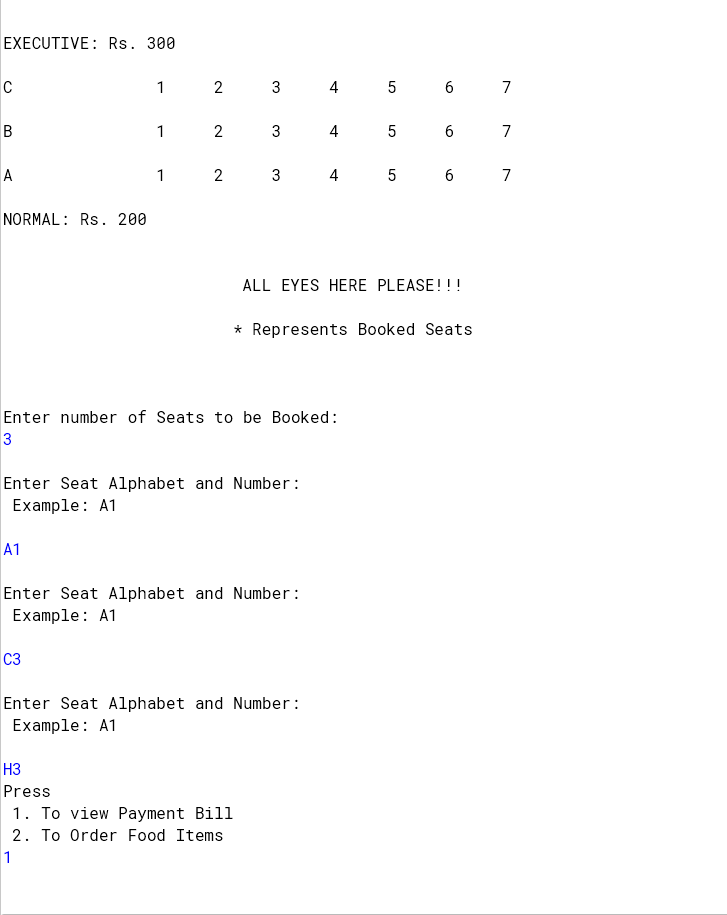 EXECUTIVE: Rs. 300
C 1 2 3 4 5 6 7
B 1 2 3 4 5 6 7
A 1 2 3 4 5 6 7
NORMAL: Rs. 200
ALL EYES HERE PLEASE!!!
* Represents Booked Seats
Enter number of Seats to be Booked:
3
Enter Seat Alphabet and Number:
Example: A1
A1
Enter Seat Alphabet and Number:
Example: A1
C3
Enter Seat Alphabet and Number:
Example: A1
H3
Press
1. To view Payment Bill
2. To Order Food Items
1